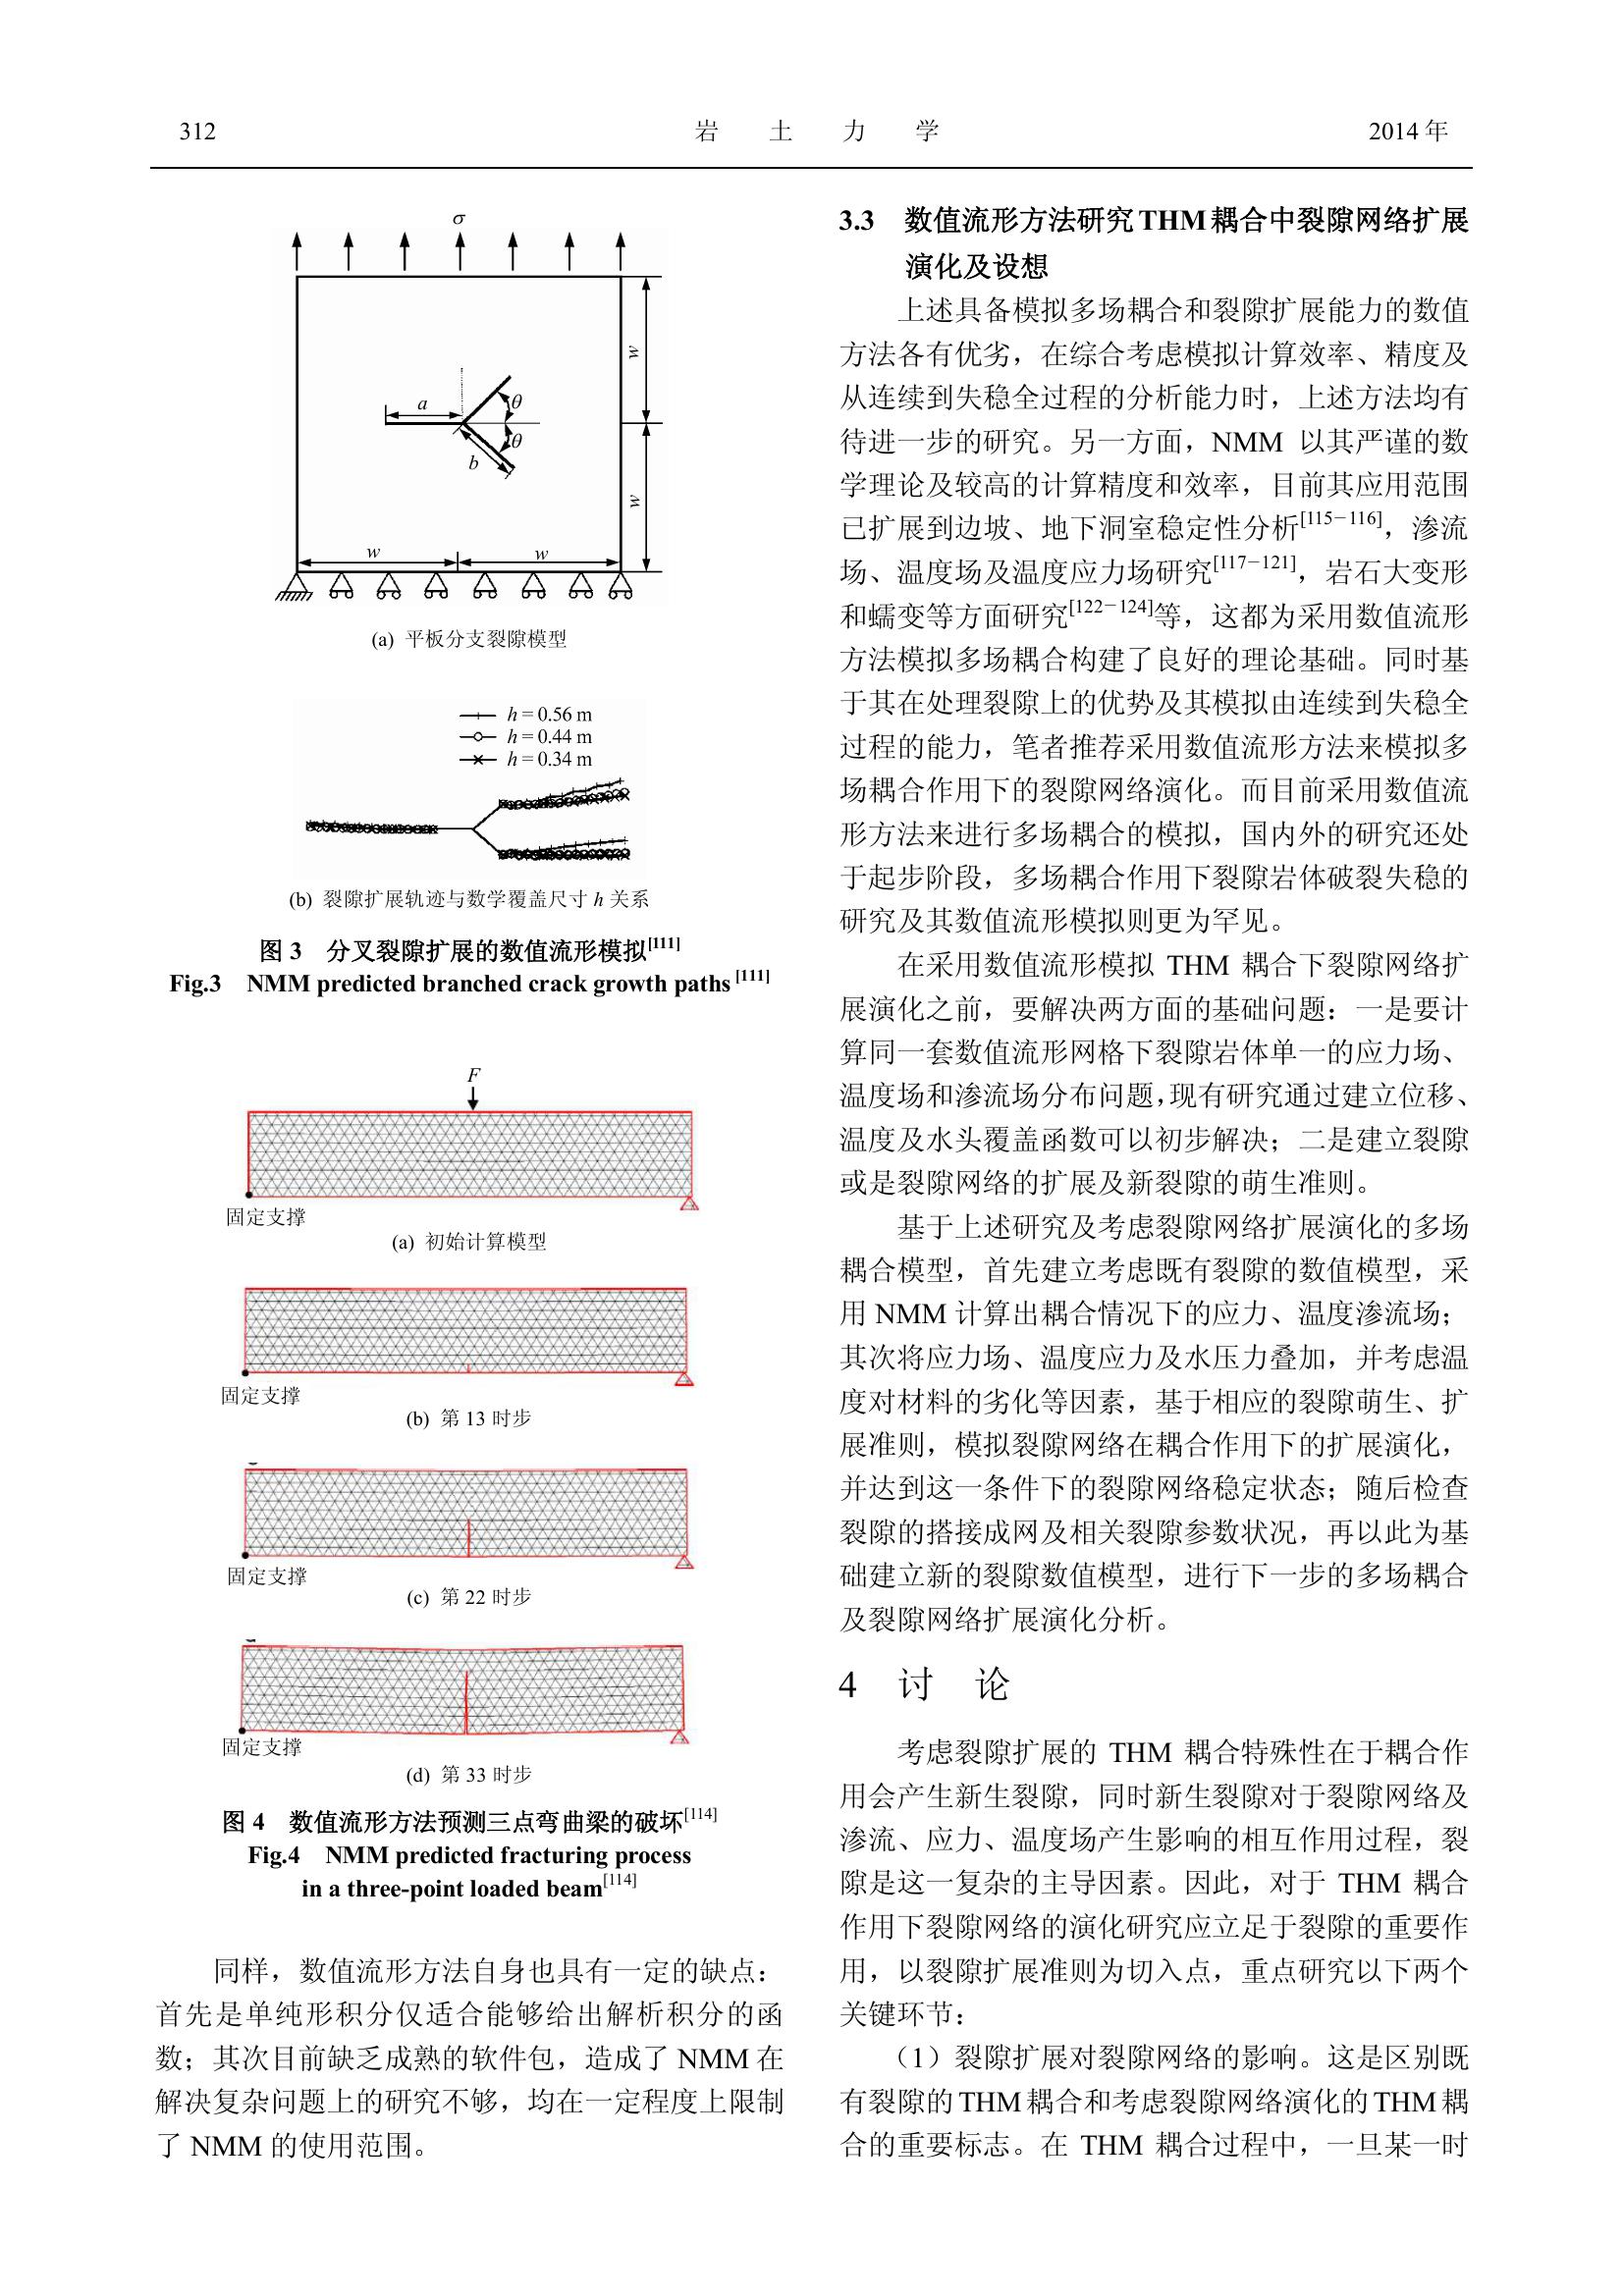 312
岩 土 力 学
2014 年
σ
w
a
θ
θ
b
w
w
w
(a) 平板分支裂隙模型
h = 0.56 m
h = 0.44 m
h = 0.34 m
(b) 裂隙扩展轨迹与数学覆盖尺寸 h 关系
图 3 分叉裂隙扩展的数值流形模拟[111]
Fig.3 NMM predicted branched crack growth paths [111]
F
固定支撑
(a) 初始计算模型
固定支撑
(b) 第 13 时步
固定支撑
(c) 第 22 时步
固定支撑
(d) 第 33 时步
图 4 数值流形方法预测三点弯曲梁的破坏[114]
Fig.4 NMM predicted fracturing process
in a three-point loaded beam[114]
同样，数值流形方法自身也具有一定的缺点：
首先是单纯形积分仅适合能够给出解析积分的函
数；其次目前缺乏成熟的软件包，造成了 NMM 在
解决复杂问题上的研究不够，均在一定程度上限制
了 NMM 的使用范围。
3.3 数值流形方法研究 THM 耦合中裂隙网络扩展
演化及设想
上述具备模拟多场耦合和裂隙扩展能力的数值
方法各有优劣，在综合考虑模拟计算效率、精度及
从连续到失稳全过程的分析能力时，上述方法均有
待进一步的研究。另一方面，NMM 以其严谨的数
学理论及较高的计算精度和效率，目前其应用范围
已扩展到边坡、地下洞室稳定性分析[115－116]，渗流
场、温度场及温度应力场研究[117－121]，岩石大变形
和蠕变等方面研究[122－124]等，这都为采用数值流形
方法模拟多场耦合构建了良好的理论基础。同时基
于其在处理裂隙上的优势及其模拟由连续到失稳全
过程的能力，笔者推荐采用数值流形方法来模拟多
场耦合作用下的裂隙网络演化。而目前采用数值流
形方法来进行多场耦合的模拟，国内外的研究还处
于起步阶段，多场耦合作用下裂隙岩体破裂失稳的
研究及其数值流形模拟则更为罕见。
在采用数值流形模拟 THM 耦合下裂隙网络扩
展演化之前，要解决两方面的基础问题：一是要计
算同一套数值流形网格下裂隙岩体单一的应力场、
温度场和渗流场分布问题，现有研究通过建立位移、
温度及水头覆盖函数可以初步解决；二是建立裂隙
或是裂隙网络的扩展及新裂隙的萌生准则。
基于上述研究及考虑裂隙网络扩展演化的多场
耦合模型，首先建立考虑既有裂隙的数值模型，采
用 NMM 计算出耦合情况下的应力、温度渗流场；
其次将应力场、温度应力及水压力叠加，并考虑温
度对材料的劣化等因素，基于相应的裂隙萌生、扩
展准则，模拟裂隙网络在耦合作用下的扩展演化，
并达到这一条件下的裂隙网络稳定状态；随后检查
裂隙的搭接成网及相关裂隙参数状况，再以此为基
础建立新的裂隙数值模型，进行下一步的多场耦合
及裂隙网络扩展演化分析。
4 讨 论
考虑裂隙扩展的 THM 耦合特殊性在于耦合作
用会产生新生裂隙，同时新生裂隙对于裂隙网络及
渗流、应力、温度场产生影响的相互作用过程，裂
隙是这一复杂的主导因素。因此，对于 THM 耦合
作用下裂隙网络的演化研究应立足于裂隙的重要作
用，以裂隙扩展准则为切入点，重点研究以下两个
关键环节：
（1）裂隙扩展对裂隙网络的影响。这是区别既
有裂隙的 THM 耦合和考虑裂隙网络演化的 THM 耦
合的重要标志。在 THM 耦合过程中，一旦某一时